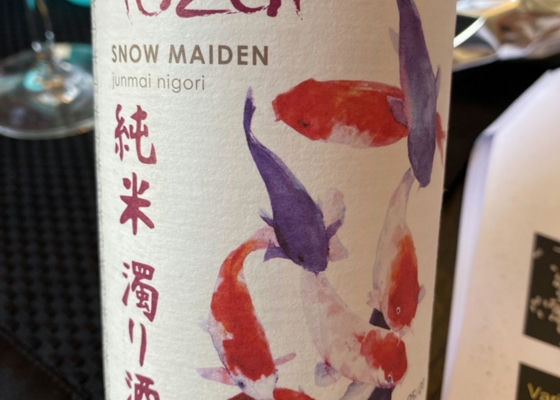 SNOW MAIDEN
junmai nigori
純米 濁り酒